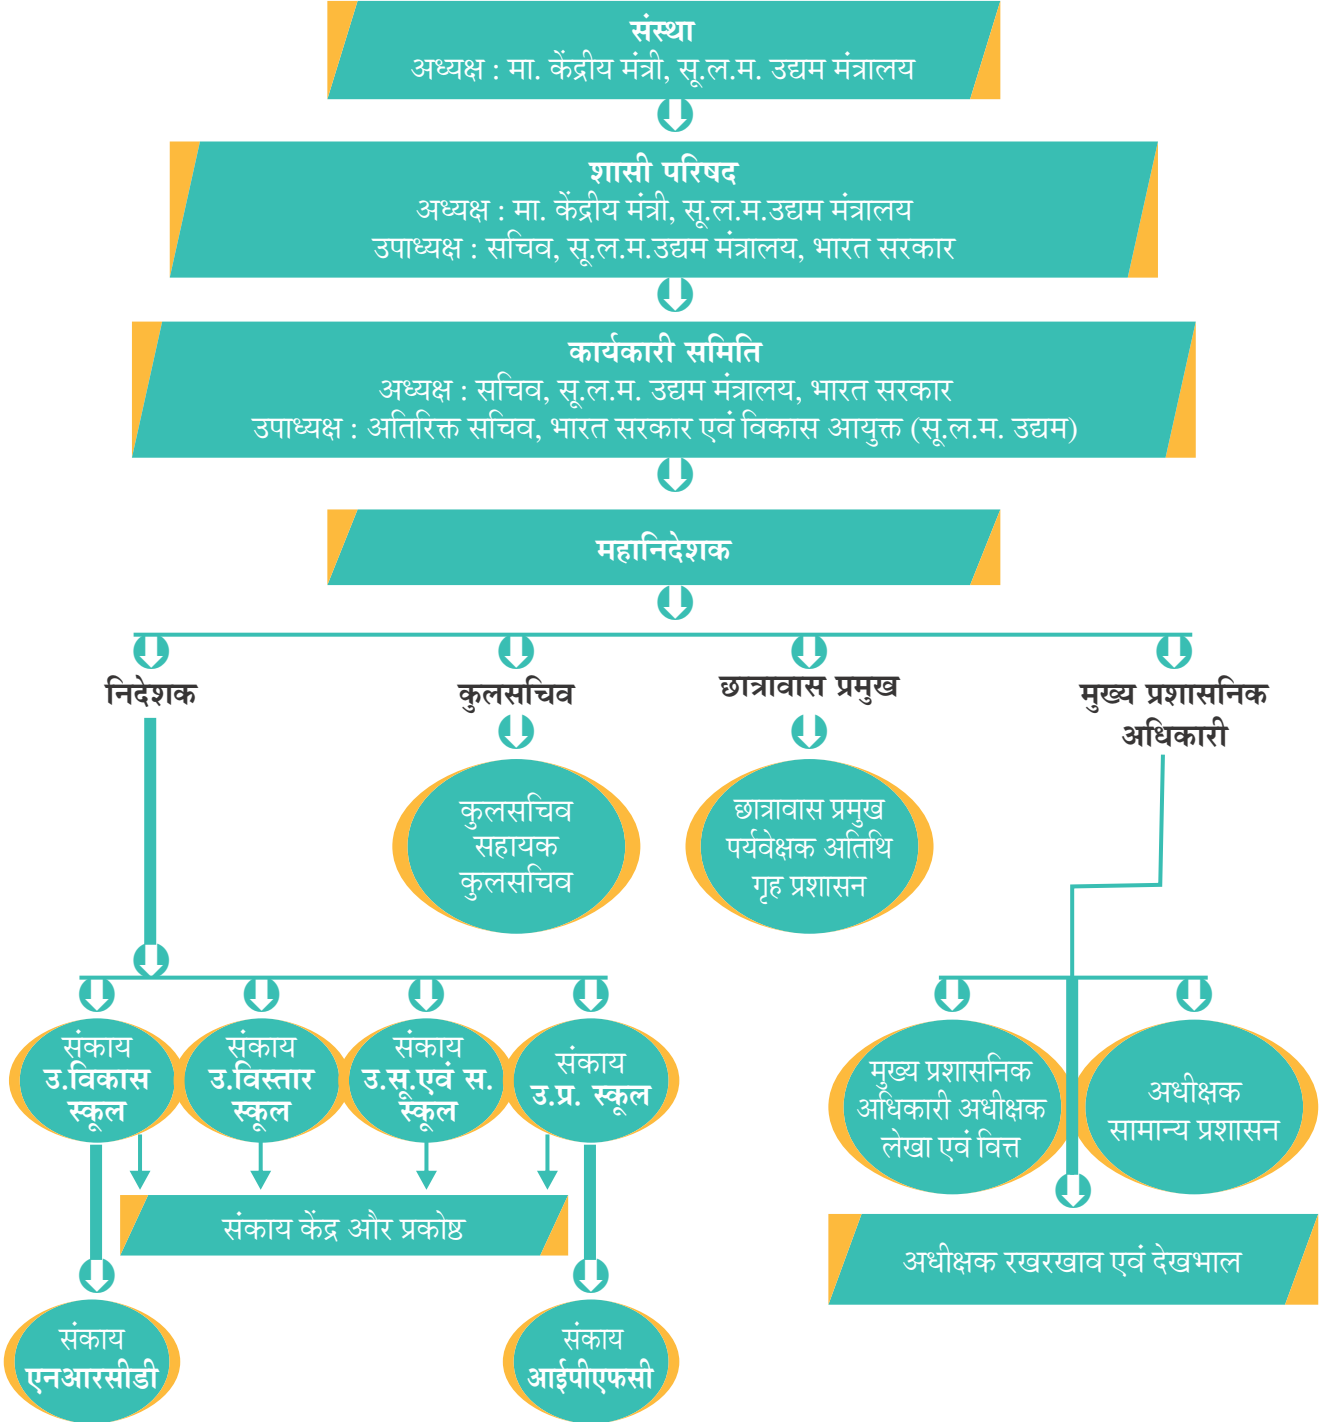 संस्था
अध्यक्ष : मा. केंद्रीय मंत्री, सू.ल.म. उद्यम मंत्रालय
शासी परिषद
अध्यक्ष : मा. केंद्रीय मंत्री, सू.ल.म.उद्यम मंत्रालय
उपाध्यक्ष : सचिव, सू.ल.म.उद्यम मंत्रालय, भारत सरकार
कार्यकारी समिति
अध्यक्ष : सचिव, सू.ल.म. उद्यम मंत्रालय, भारत सरकार
उपाध्यक्ष : अतिरिक्त सचिव, भारत सरकार एवं विकास आयुक्त (सू.ल.म. उद्यम)
महानिदेशक
निदेशक
कुलसचिव
छात्रावास प्रमुख
मुख्य प्रशासनिक
अधिकारी
कुलसचिव
सहायक
कुलसचिव
छात्रावास प्रमुख
पर्यवेक्षक अतिथि
गृह प्रशासन
संकाय
उ.विकास
स्कूल
संकाय
उ.विस्तार
स्कूल
संकाय
उ.सू.एवं स.
स्कूल
संकाय
उ.प्र. स्कूल
मुख्य प्रशासनिक
अधिकारी अधीक्षक
लेखा एवं वित्त
अधीक्षक
सामान्य प्रशासन
संकाय केंद्र और प्रकोष्ठ
अधीक्षक रखरखाव एवं देखभाल
संकाय
एनआरसीडी
संकाय
आईपीएफसी